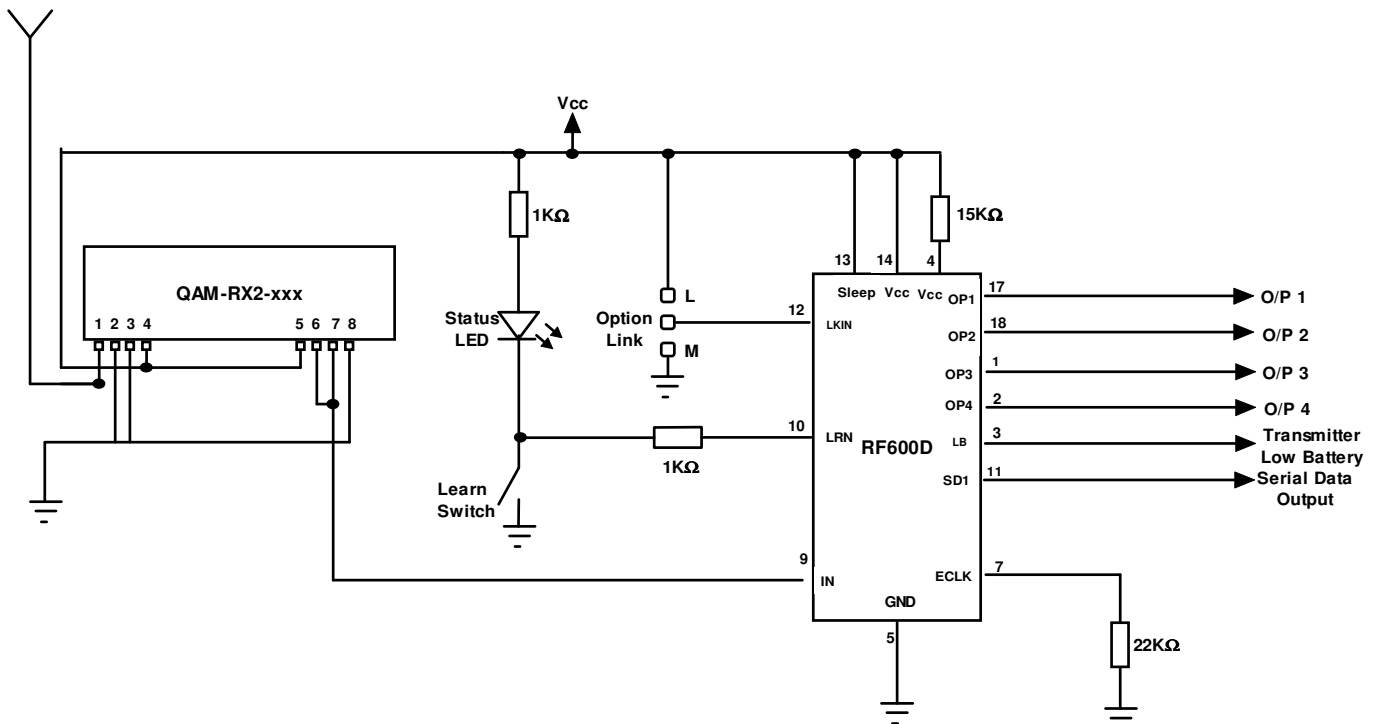 Vcc
1KΩ
15KΩ
13 14 4
QAM-RX2-xxx
1 2 3 4 5 6 7 8
Sleep Vcc Vcc
OP1 17 O/P 1
Status
LED
Option
Link
L
M
12 LKIN
OP2 18 O/P 2
OP3 1 O/P 3
OP4 2 O/P 4
10 LRN
RF600D
LB 3 Transmitter
Low Battery
1KΩ
SD1 11 Serial Data
Output
Learn
Switch
9 IN
ECLK 7
GND
5
22KΩ